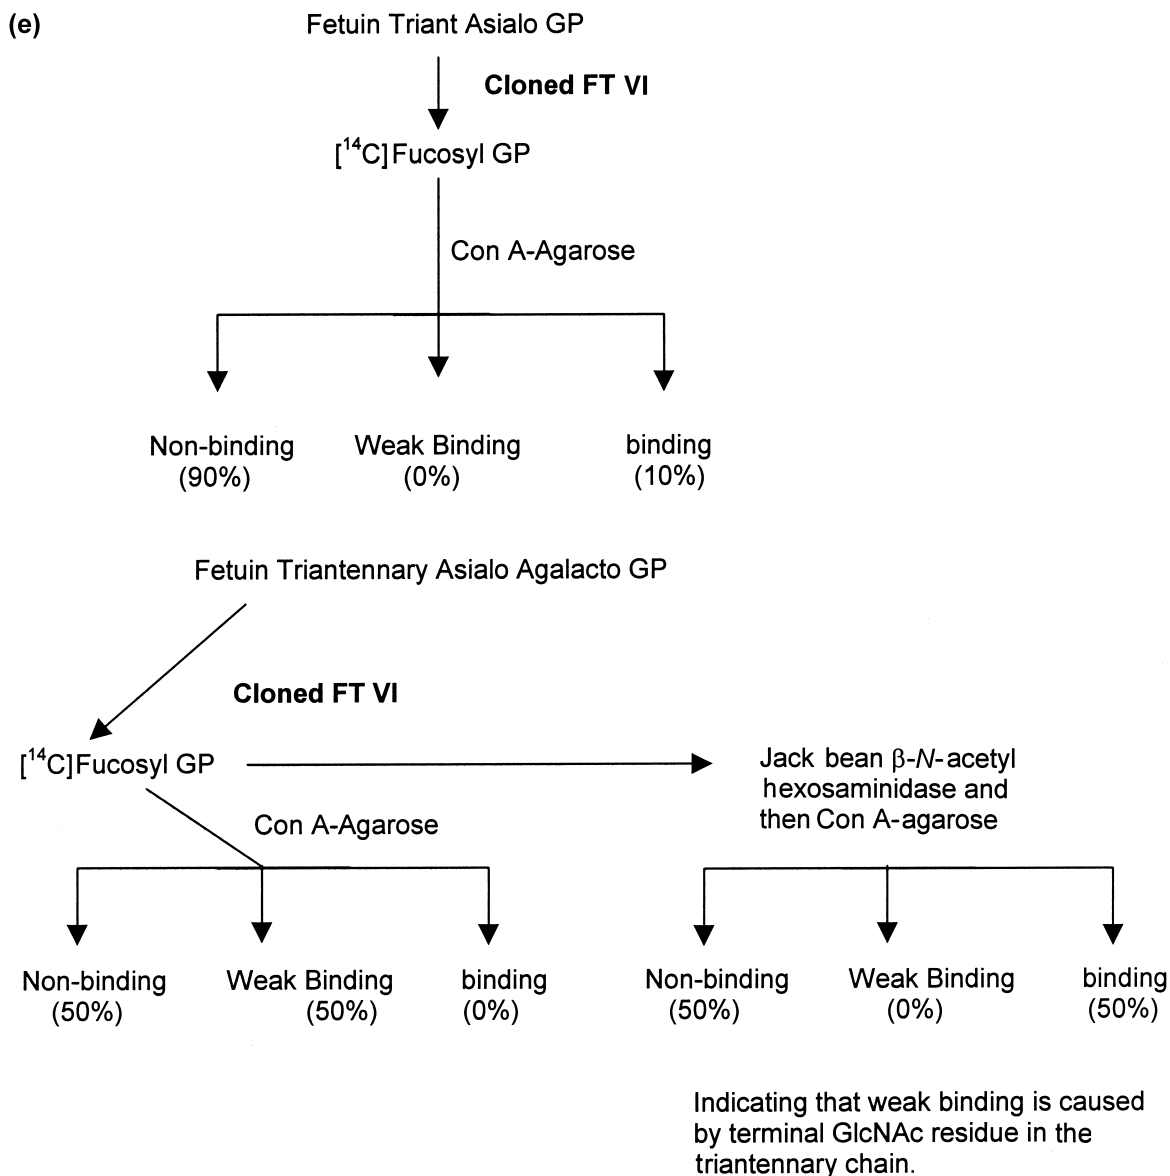 (e)
Fetuin Triant Asialo GP
Cloned FT VI
[¹⁴C]Fucosyl GP
Con A-Agarose
Non-binding
(90%)
Weak Binding
(0%)
binding
(10%)
Fetuin Triantennary Asialo Agalacto GP
Cloned FT VI
[¹⁴C]Fucosyl GP
Jack bean β-N-acetyl
hexosaminidase and
then Con A-agarose
Con A-Agarose
Non-binding
(50%)
Weak Binding
(50%)
binding
(0%)
Non-binding
(50%)
Weak Binding
(0%)
binding
(50%)
Indicating that weak binding is caused
by terminal GlcNAc residue in the
triantennary chain.